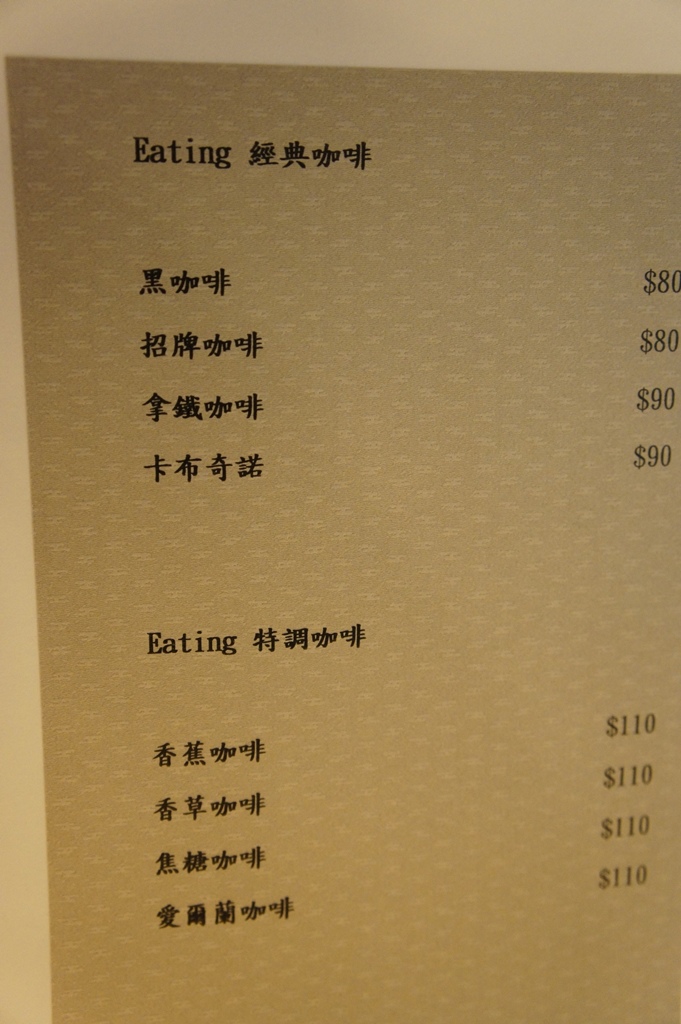 Eating 經典咖啡
黑咖啡 $80
招牌咖啡 $80
拿鐵咖啡 $90
卡布奇諾 $90
Eating 特調咖啡
香蕉咖啡 $110
香草咖啡 $110
焦糖咖啡 $110
愛爾蘭咖啡 $110